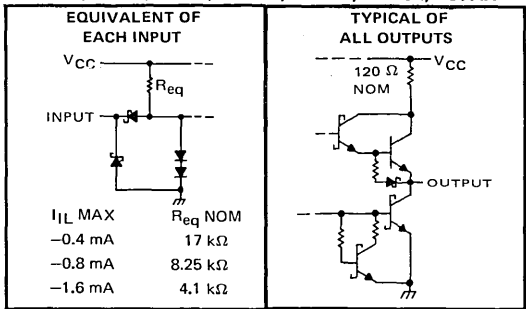 EQUIVALENT OF
EACH INPUT
VCC
Req
INPUT
IIL MAX Req NOM
−0.4 mA 17 kΩ
−0.8 mA 8.25 kΩ
−1.6 mA 4.1 kΩ
TYPICAL OF
ALL OUTPUTS
VCC
120 Ω
NOM
OUTPUT